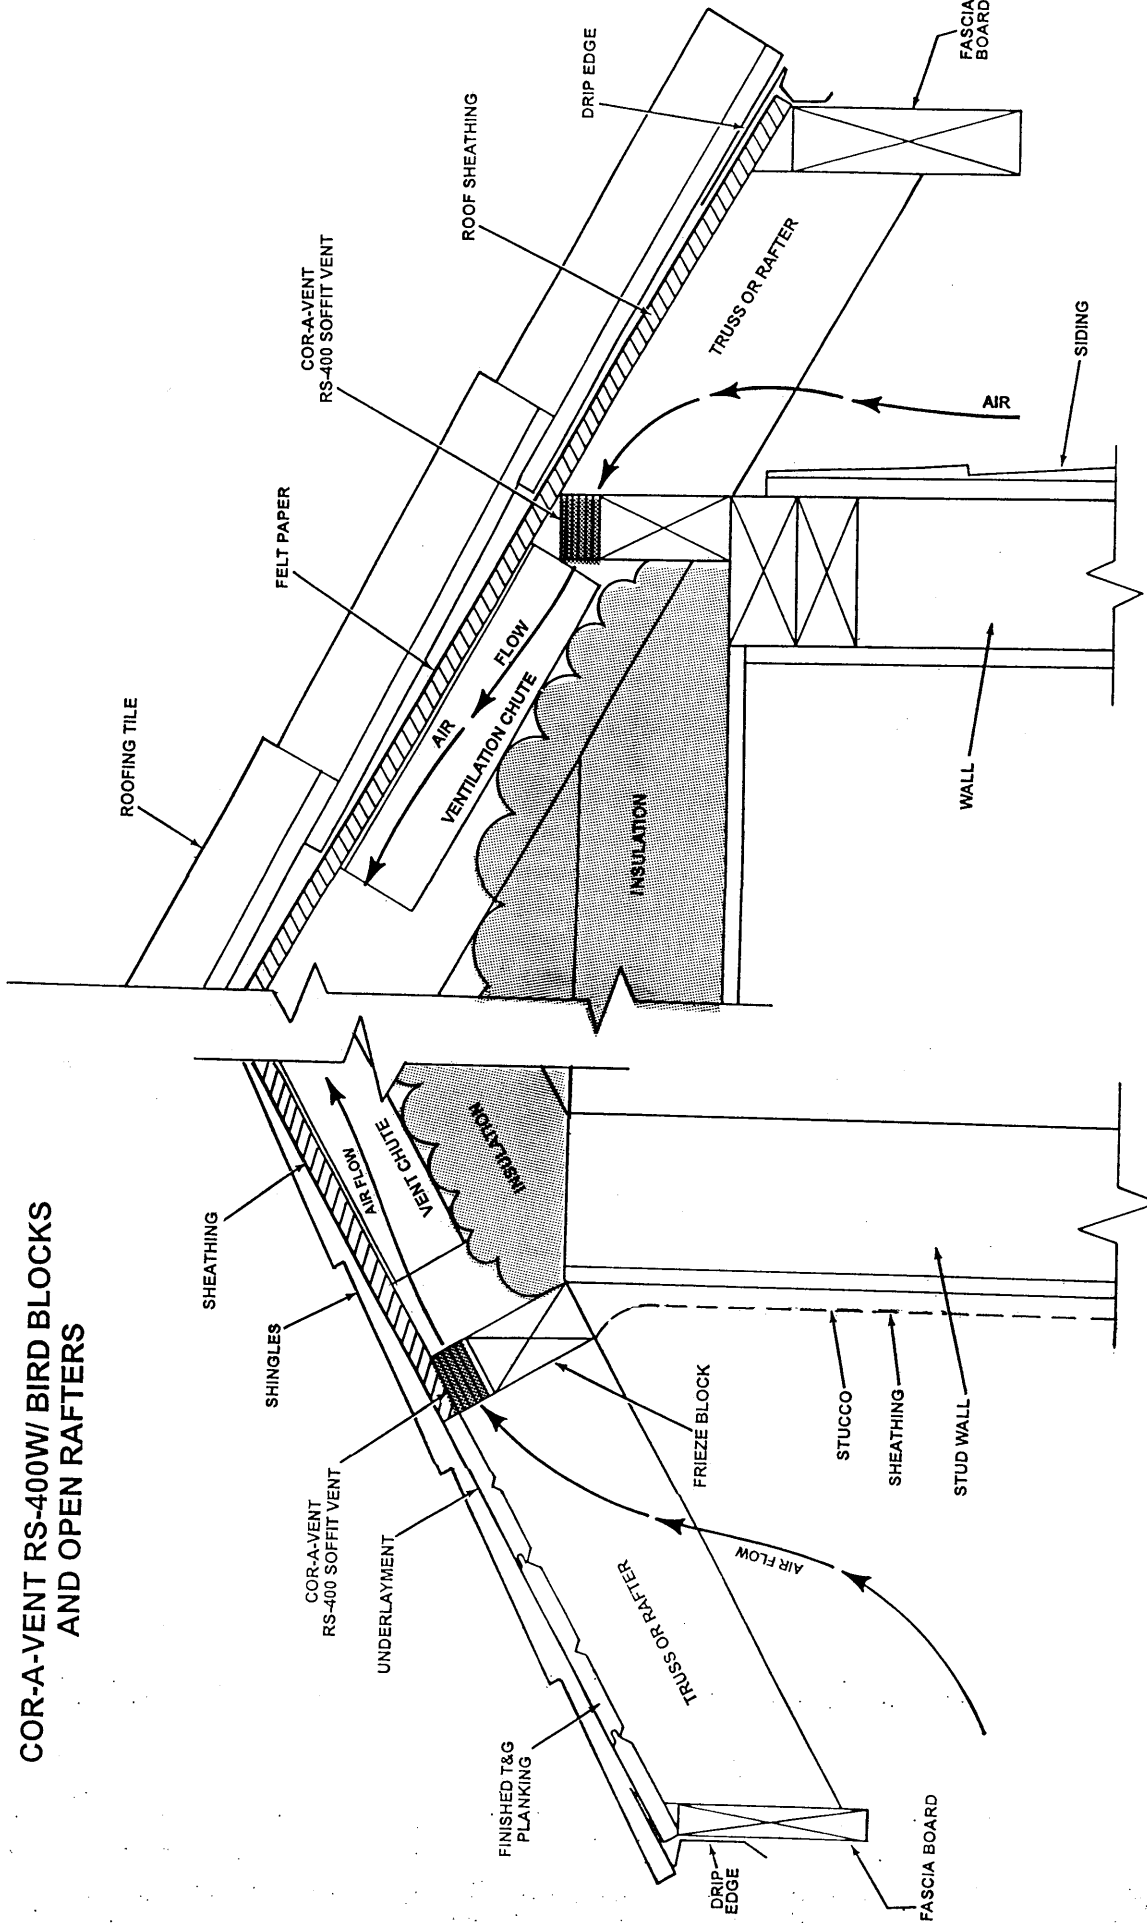 COR-A-VENT RS-400W/ BIRD BLOCKS
AND OPEN RAFTERS
SHEATHING
SHINGLES
COR-A-VENT
RS-400 SOFFIT VENT
UNDERLAYMENT
FINISHED T&G
PLANKING
DRIP
EDGE
FASCIA BOARD
TRUSS OR RAFTER
AIR FLOW
FRIEZE BLOCK
STUCCO
SHEATHING
STUD WALL
AIR FLOW
VENT CHUTE
INSULATION
ROOFING TILE
FELT PAPER
COR-A-VENT
RS-400 SOFFIT VENT
ROOF SHEATHING
DRIP EDGE
FASCIA
BOARD
TRUSS OR RAFTER
AIR
SIDING
AIR FLOW
VENTILATION CHUTE
INSULATION
WALL